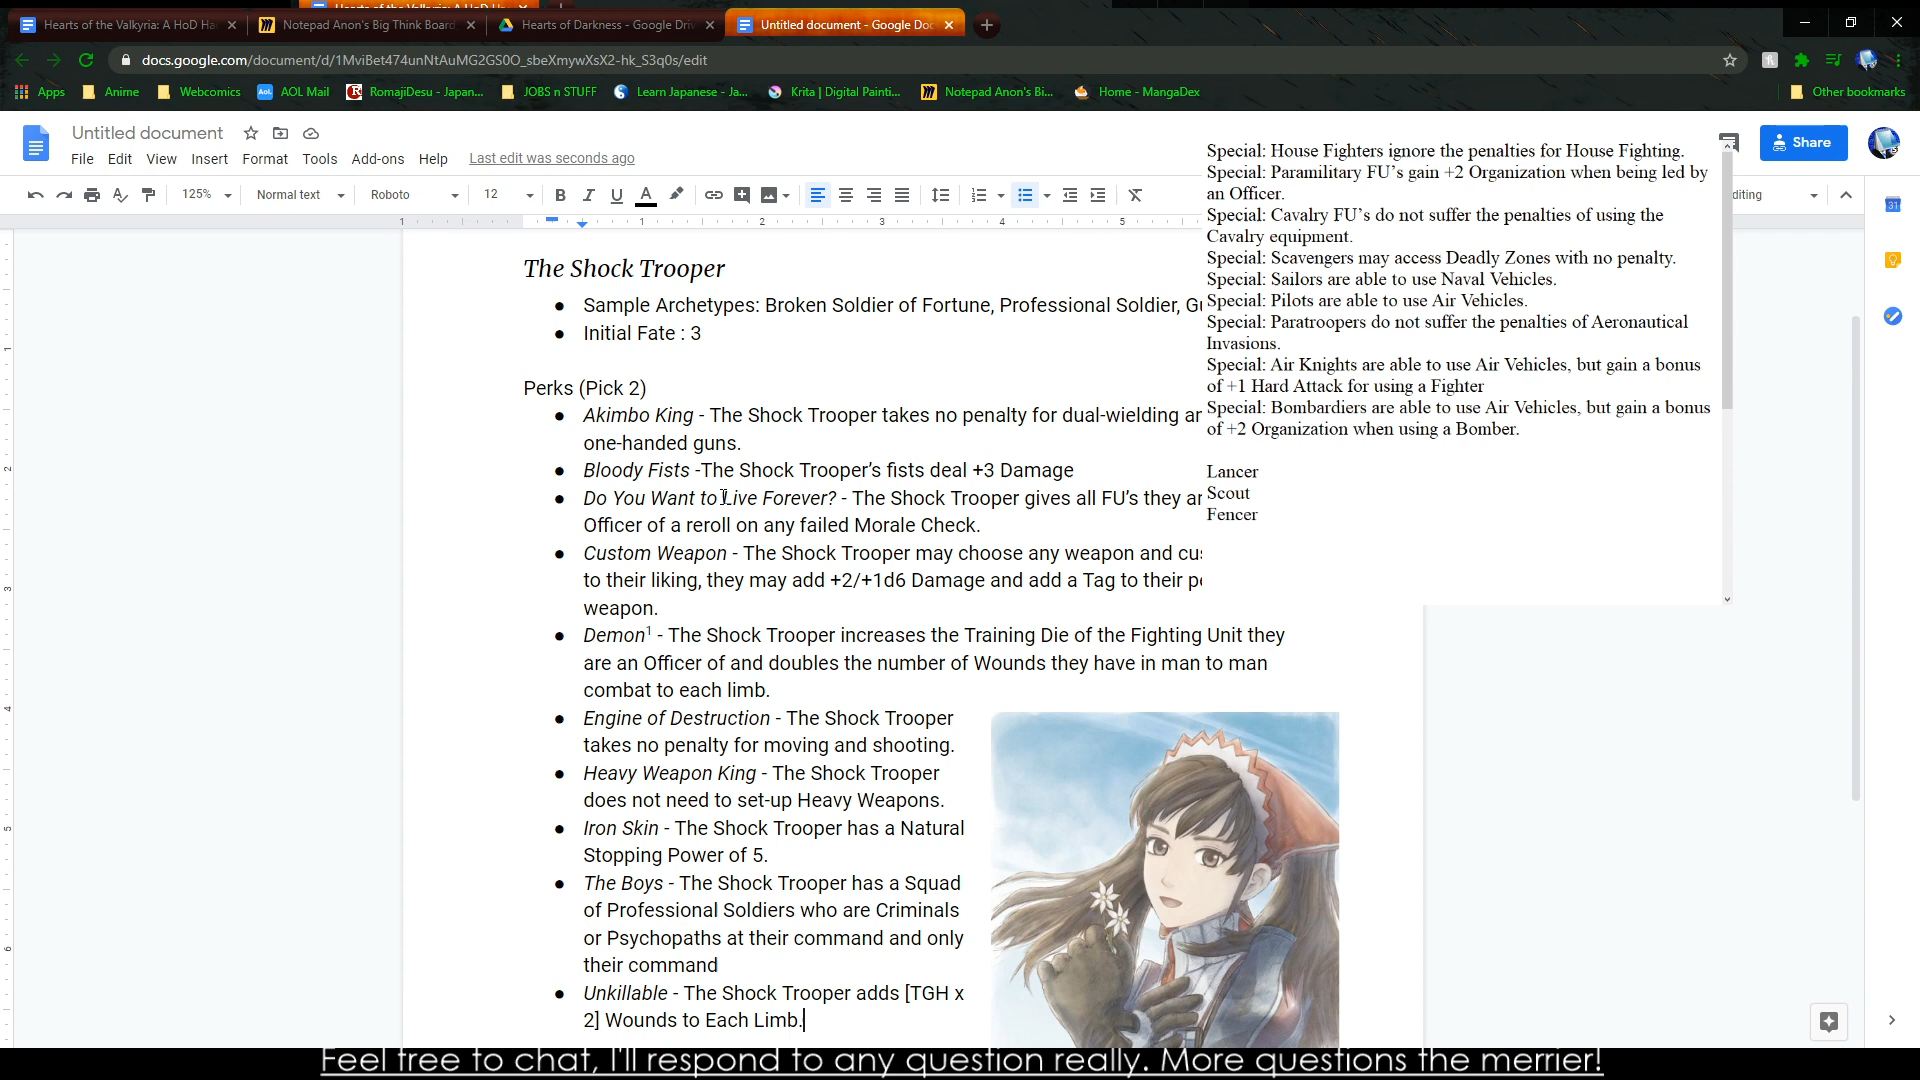 Hearts of the Valkyria: A HoD Ha
Notepad Anon's Big Think Board
Hearts of Darkness - Google Driv
Untitled document - Google Doc
docs.google.com/document/d/1MviBet474unNtAuMG2GS0O_sbeXmywXsX2-hk_S3q0s/edit
Apps
Anime
Webcomics
AOL Mail
RomajiDesu - Japan...
JOBS n STUFF
Learn Japanese - Ja...
Krita | Digital Painti...
Notepad Anon's Bi...
Home - MangaDex
Other bookmarks
Untitled document
File Edit View Insert Format Tools Add-ons Help Last edit was seconds ago
Share
125% Normal text Roboto 12
diting
1 1 2 3 4 5
The Shock Trooper
● Sample Archetypes: Broken Soldier of Fortune, Professional Soldier, Gu
● Initial Fate : 3
Perks (Pick 2)
● Akimbo King - The Shock Trooper takes no penalty for dual-wielding an
one-handed guns.
● Bloody Fists -The Shock Trooper's fists deal +3 Damage
● Do You Want to Live Forever? - The Shock Trooper gives all FU's they ar
Officer of a reroll on any failed Morale Check.
● Custom Weapon - The Shock Trooper may choose any weapon and cus
to their liking, they may add +2/+1d6 Damage and add a Tag to their pe
weapon.
● Demon¹ - The Shock Trooper increases the Training Die of the Fighting Unit they
are an Officer of and doubles the number of Wounds they have in man to man
combat to each limb.
● Engine of Destruction - The Shock Trooper
takes no penalty for moving and shooting.
● Heavy Weapon King - The Shock Trooper
does not need to set-up Heavy Weapons.
● Iron Skin - The Shock Trooper has a Natural
Stopping Power of 5.
● The Boys - The Shock Trooper has a Squad
of Professional Soldiers who are Criminals
or Psychopaths at their command and only
their command
● Unkillable - The Shock Trooper adds [TGH x
2] Wounds to Each Limb.
Special: House Fighters ignore the penalties for House Fighting.
Special: Paramilitary FU's gain +2 Organization when being led by
an Officer.
Special: Cavalry FU's do not suffer the penalties of using the
Cavalry equipment.
Special: Scavengers may access Deadly Zones with no penalty.
Special: Sailors are able to use Naval Vehicles.
Special: Pilots are able to use Air Vehicles.
Special: Paratroopers do not suffer the penalties of Aeronautical
Invasions.
Special: Air Knights are able to use Air Vehicles, but gain a bonus
of +1 Hard Attack for using a Fighter
Special: Bombardiers are able to use Air Vehicles, but gain a bonus
of +2 Organization when using a Bomber.
Lancer
Scout
Fencer
Feel free to chat, I'll respond to any question really. More questions the merrier!